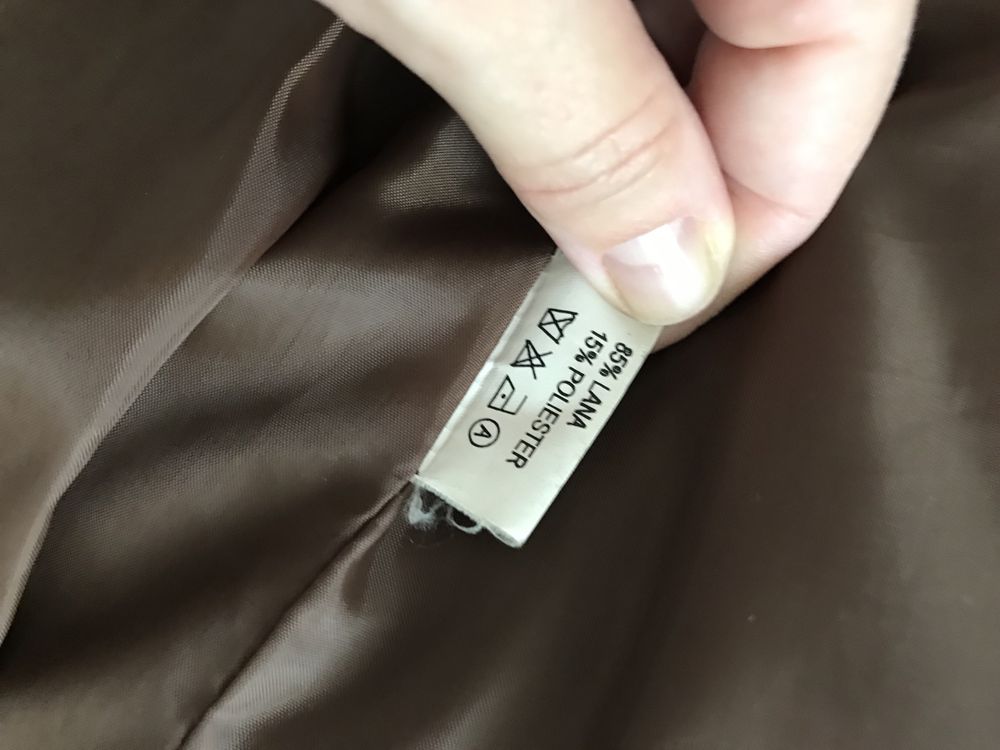 85% LANA
15% POLIESTER
A